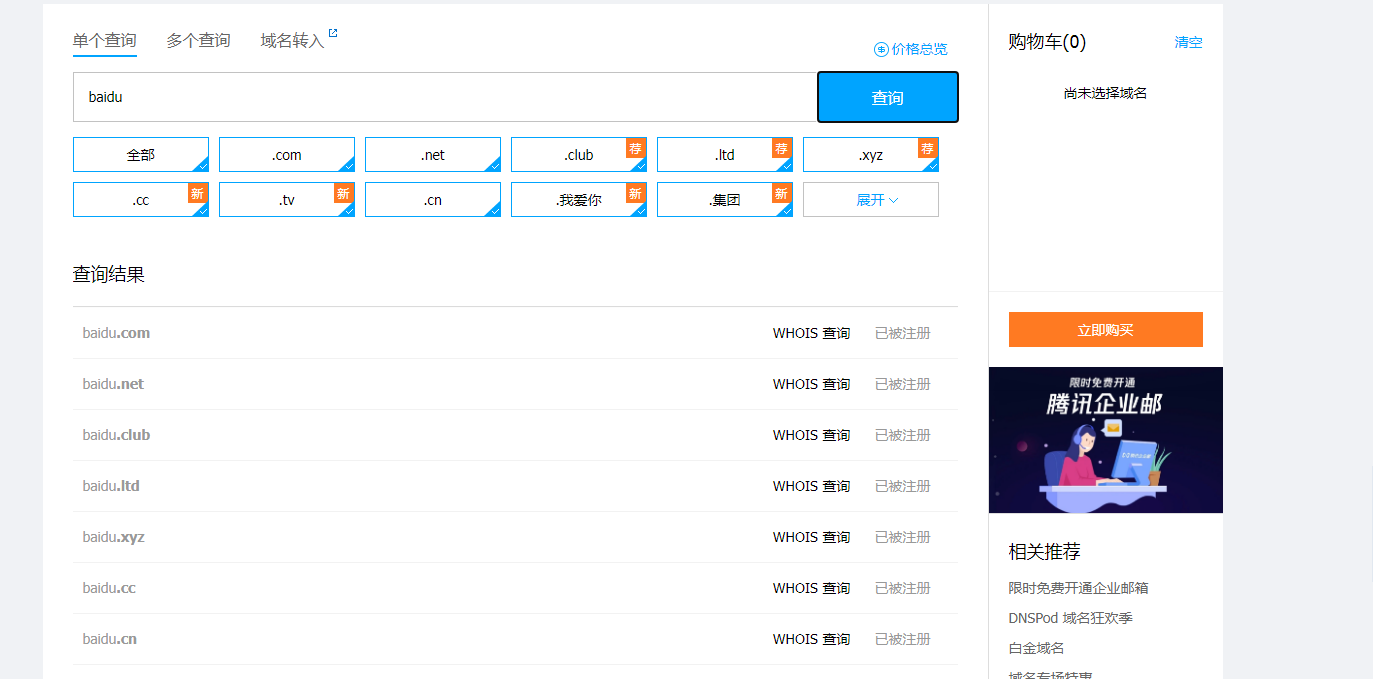 单个查询 多个查询 域名转入
价格总览
baidu 查询
全部 .com .net .club 荐 .ltd 荐 .xyz 荐
.cc 新 .tv 新 .cn .我爱你 新 .集团 新 展开
查询结果
baidu.com WHOIS 查询 已被注册
baidu.net WHOIS 查询 已被注册
baidu.club WHOIS 查询 已被注册
baidu.ltd WHOIS 查询 已被注册
baidu.xyz WHOIS 查询 已被注册
baidu.cc WHOIS 查询 已被注册
baidu.cn WHOIS 查询 已被注册
购物车(0) 清空
尚未选择域名
立即购买
限时免费开通
腾讯企业邮
相关推荐
限时免费开通企业邮箱
DNSPod 域名狂欢季
白金域名
域名专场特惠